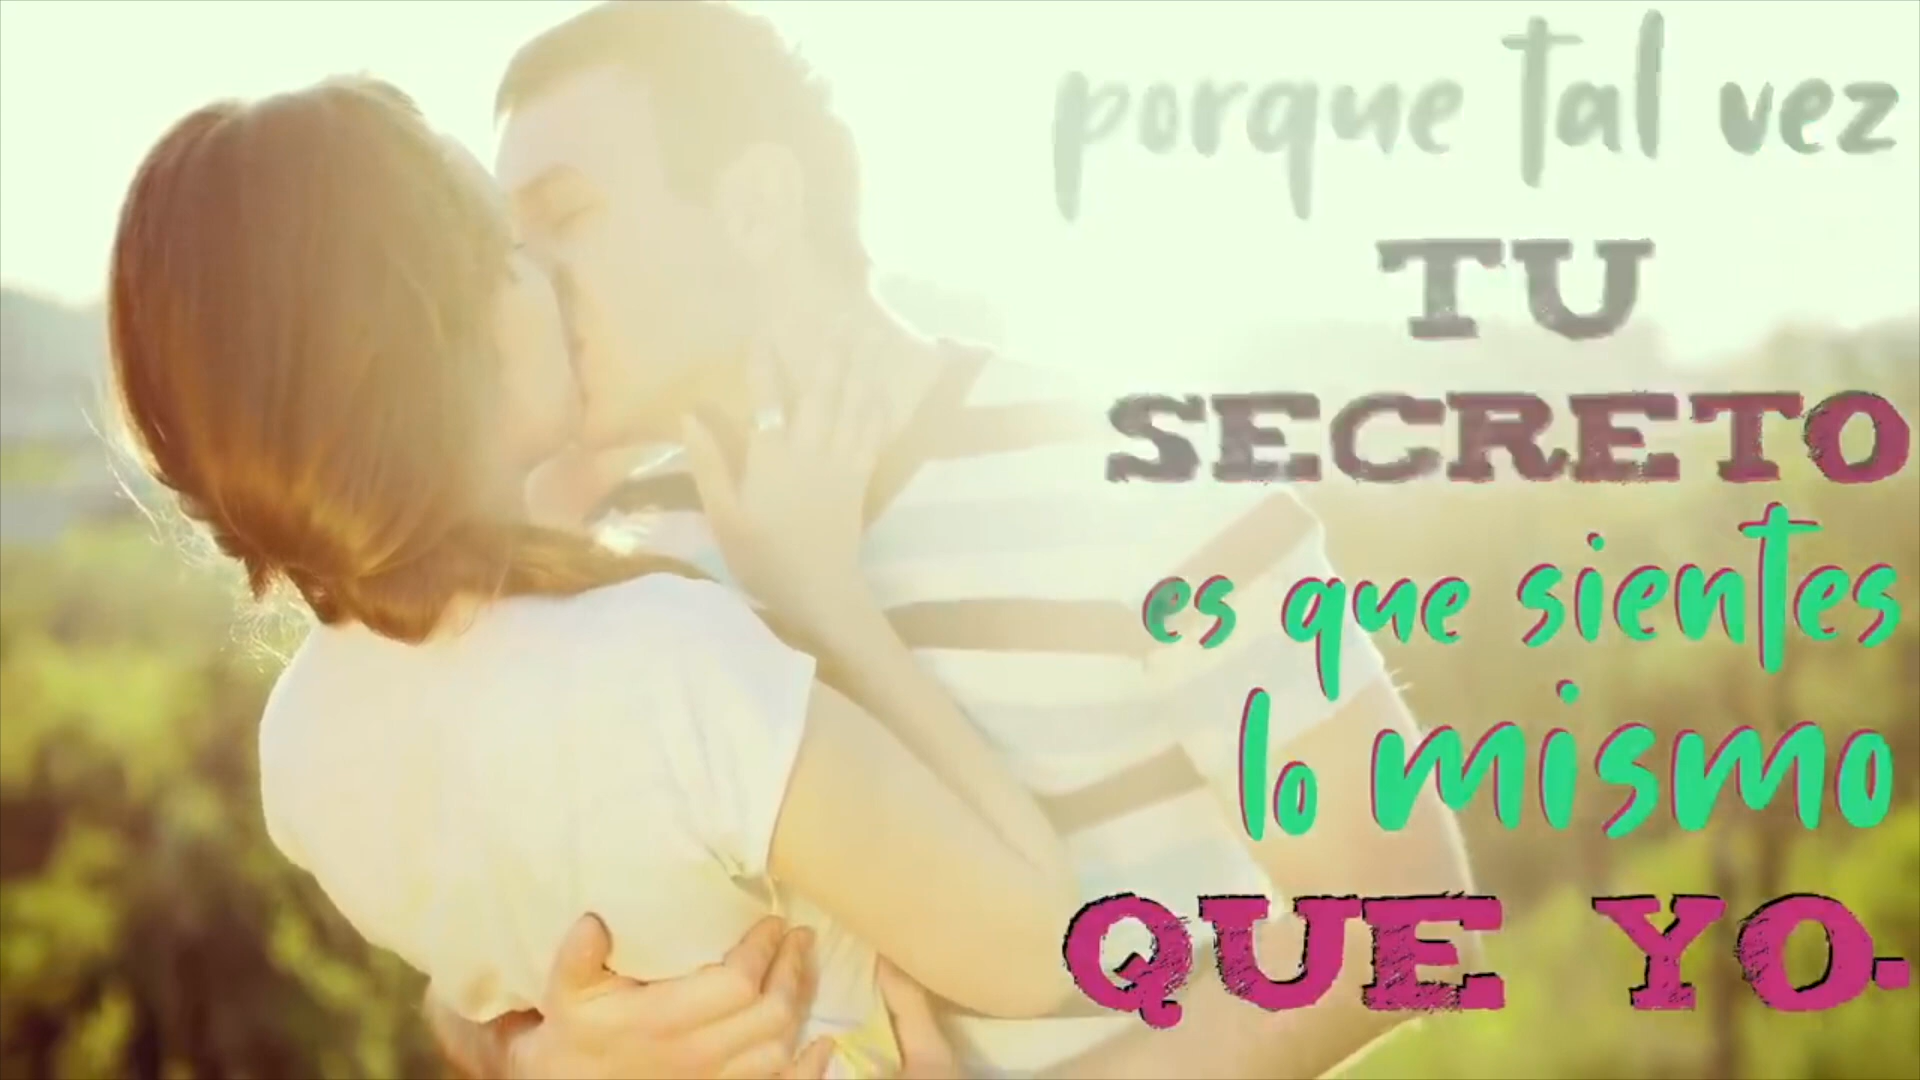 porque tal vez
TU
SECRETO
es que sientes
lo mismo
QUE YO.